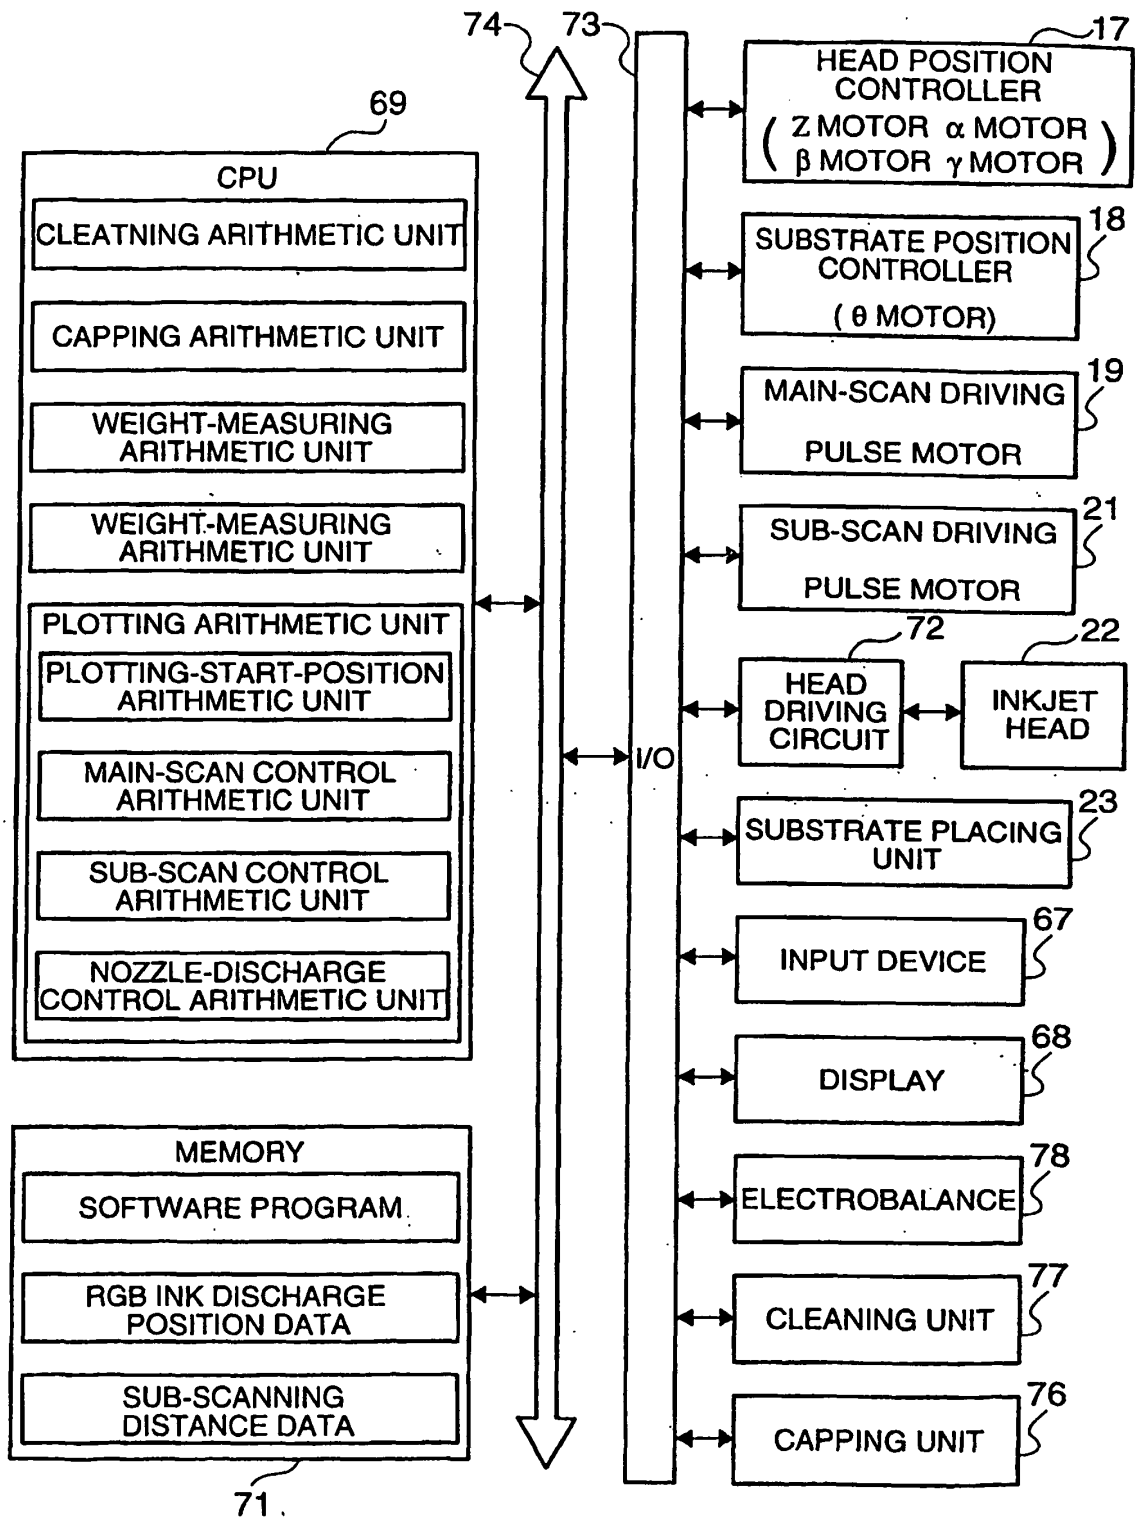 74
73
17
HEAD POSITION
CONTROLLER
( Z MOTOR α MOTOR
β MOTOR γ MOTOR )
69
CPU
CLEATNING ARITHMETIC UNIT
CAPPING ARITHMETIC UNIT
WEIGHT-MEASURING
ARITHMETIC UNIT
WEIGHT-MEASURING
ARITHMETIC UNIT
PLOTTING ARITHMETIC UNIT
PLOTTING-START-POSITION
ARITHMETIC UNIT
MAIN-SCAN CONTROL
ARITHMETIC UNIT
SUB-SCAN CONTROL
ARITHMETIC UNIT
NOZZLE-DISCHARGE
CONTROL ARITHMETIC UNIT
MEMORY
SOFTWARE PROGRAM
RGB INK DISCHARGE
POSITION DATA
SUB-SCANNING
DISTANCE DATA
71
I/O
18
SUBSTRATE POSITION
CONTROLLER
(θ MOTOR)
19
MAIN-SCAN DRIVING
PULSE MOTOR
21
SUB-SCAN DRIVING
PULSE MOTOR
72
HEAD
DRIVING
CIRCUIT
22
INKJET
HEAD
23
SUBSTRATE PLACING
UNIT
67
INPUT DEVICE
68
DISPLAY
78
ELECTROBALANCE
77
CLEANING UNIT
76
CAPPING UNIT